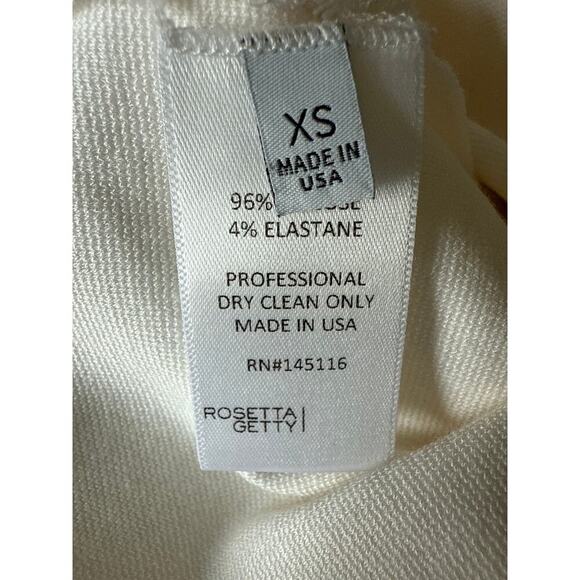 XS
MADE IN
USA
96%
4% ELASTANE
PROFESSIONAL
DRY CLEAN ONLY
MADE IN USA
RN#145116
ROSETTA
GETTY